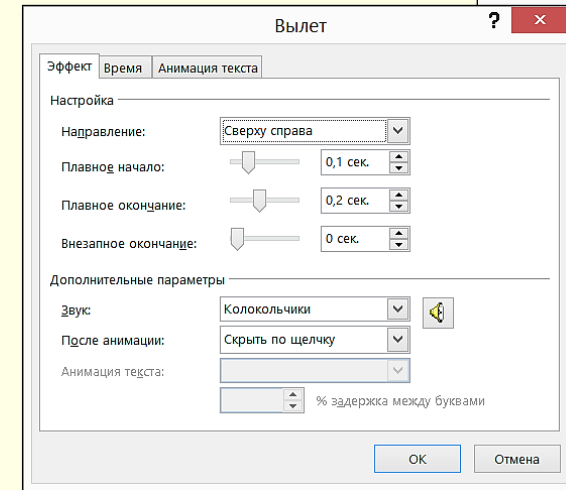 Вылет
?
×
Эффект Время Анимация текста
Настройка
Направление: Сверху справа
Плавное начало: 0,1 сек.
Плавное окончание: 0,2 сек.
Внезапное окончание: 0 сек.
Дополнительные параметры
Звук: Колокольчики
После анимации: Скрыть по щелчку
Анимация текста:
% задержка между буквами
ОК Отмена